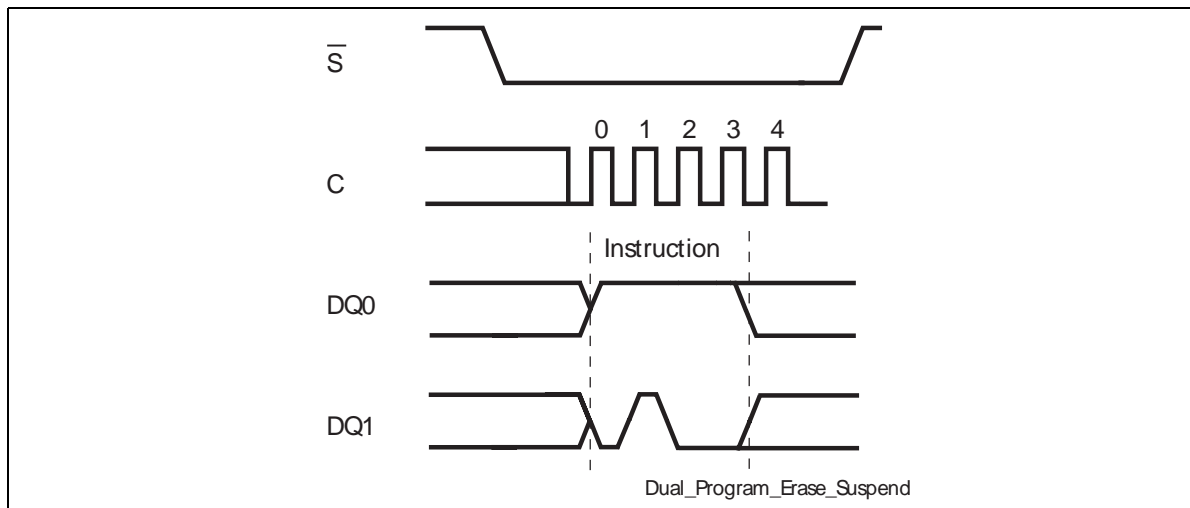 S̅
0 1 2 3 4
C
Instruction
DQ0
DQ1
Dual_Program_Erase_Suspend